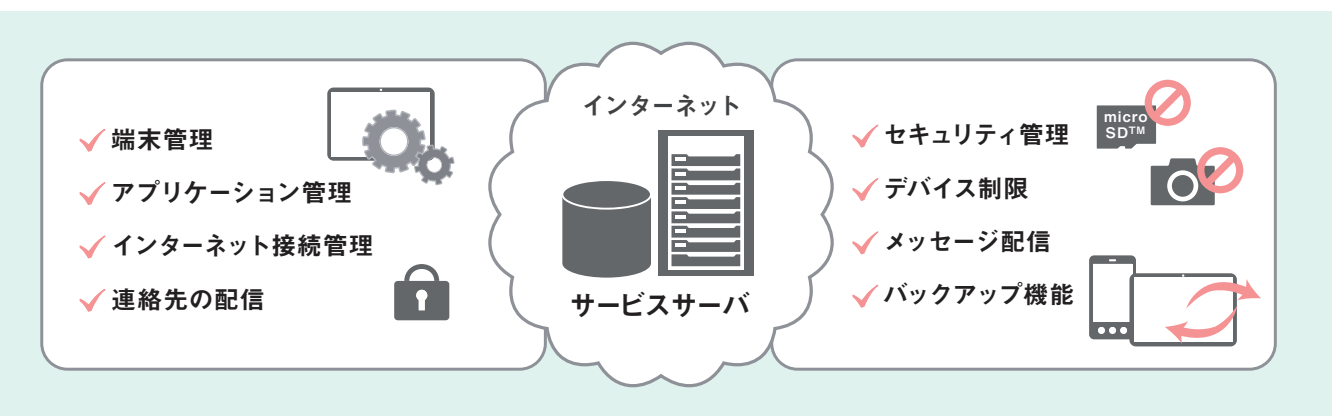 端末管理
アプリケーション管理
インターネット接続管理
連絡先の配信
インターネット
サービスサーバ
セキュリティ管理
デバイス制限
メッセージ配信
バックアップ機能
micro
SD™